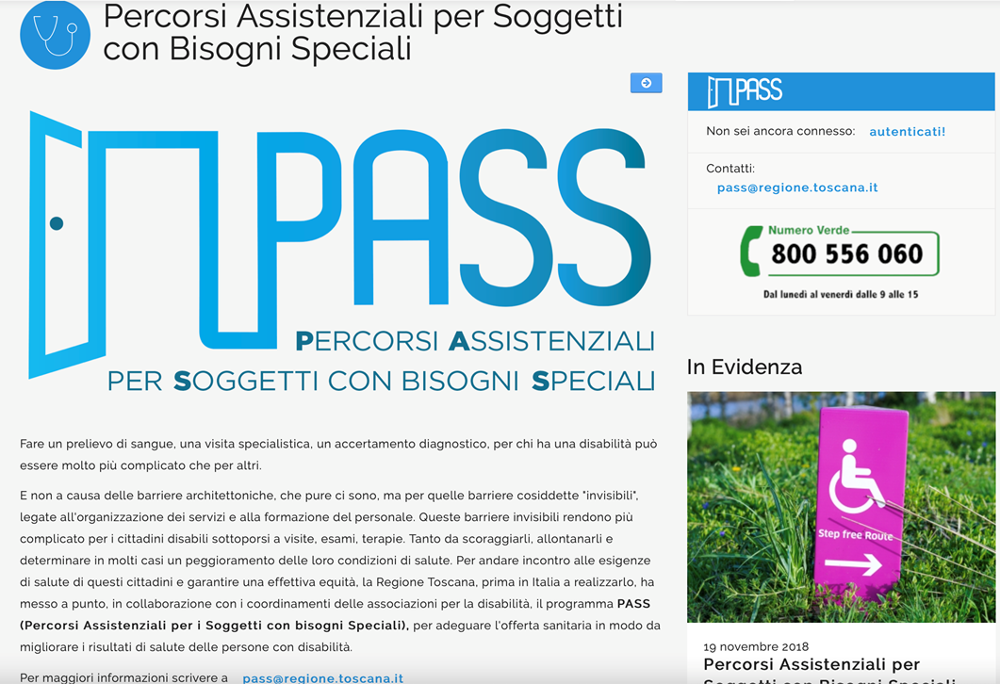 Percorsi Assistenziali per Soggetti
con Bisogni Speciali
PASS
PERCORSI ASSISTENZIALI
PER SOGGETTI CON BISOGNI SPECIALI
Fare un prelievo di sangue, una visita specialistica, un accertamento diagnostico, per chi ha una disabilità può
essere molto più complicato che per altri.
E non a causa delle barriere architettoniche, che pure ci sono, ma per quelle barriere cosiddette "invisibili",
legate all'organizzazione dei servizi e alla formazione del personale. Queste barriere invisibili rendono più
complicato per i cittadini disabili sottoporsi a visite, esami, terapie. Tanto da scoraggiarli, allontanarli e
determinare in molti casi un peggioramento delle loro condizioni di salute. Per andare incontro alle esigenze
di salute di questi cittadini e garantire una effettiva equità, la Regione Toscana, prima in Italia a realizzarlo, ha
messo a punto, in collaborazione con i coordinamenti delle associazioni per la disabilità, il programma PASS
(Percorsi Assistenziali per i Soggetti con bisogni Speciali), per adeguare l'offerta sanitaria in modo da
migliorare i risultati di salute delle persone con disabilità.
Per maggiori informazioni scrivere a pass@regione.toscana.it
PASS
Non sei ancora connesso: autenticati!
Contatti:
pass@regione.toscana.it
Numero Verde
800 556 060
Dal lunedì al venerdì dalle 9 alle 15
In Evidenza
Step free Route
19 novembre 2018
Percorsi Assistenziali per
Soggetti con Bisogni Speciali